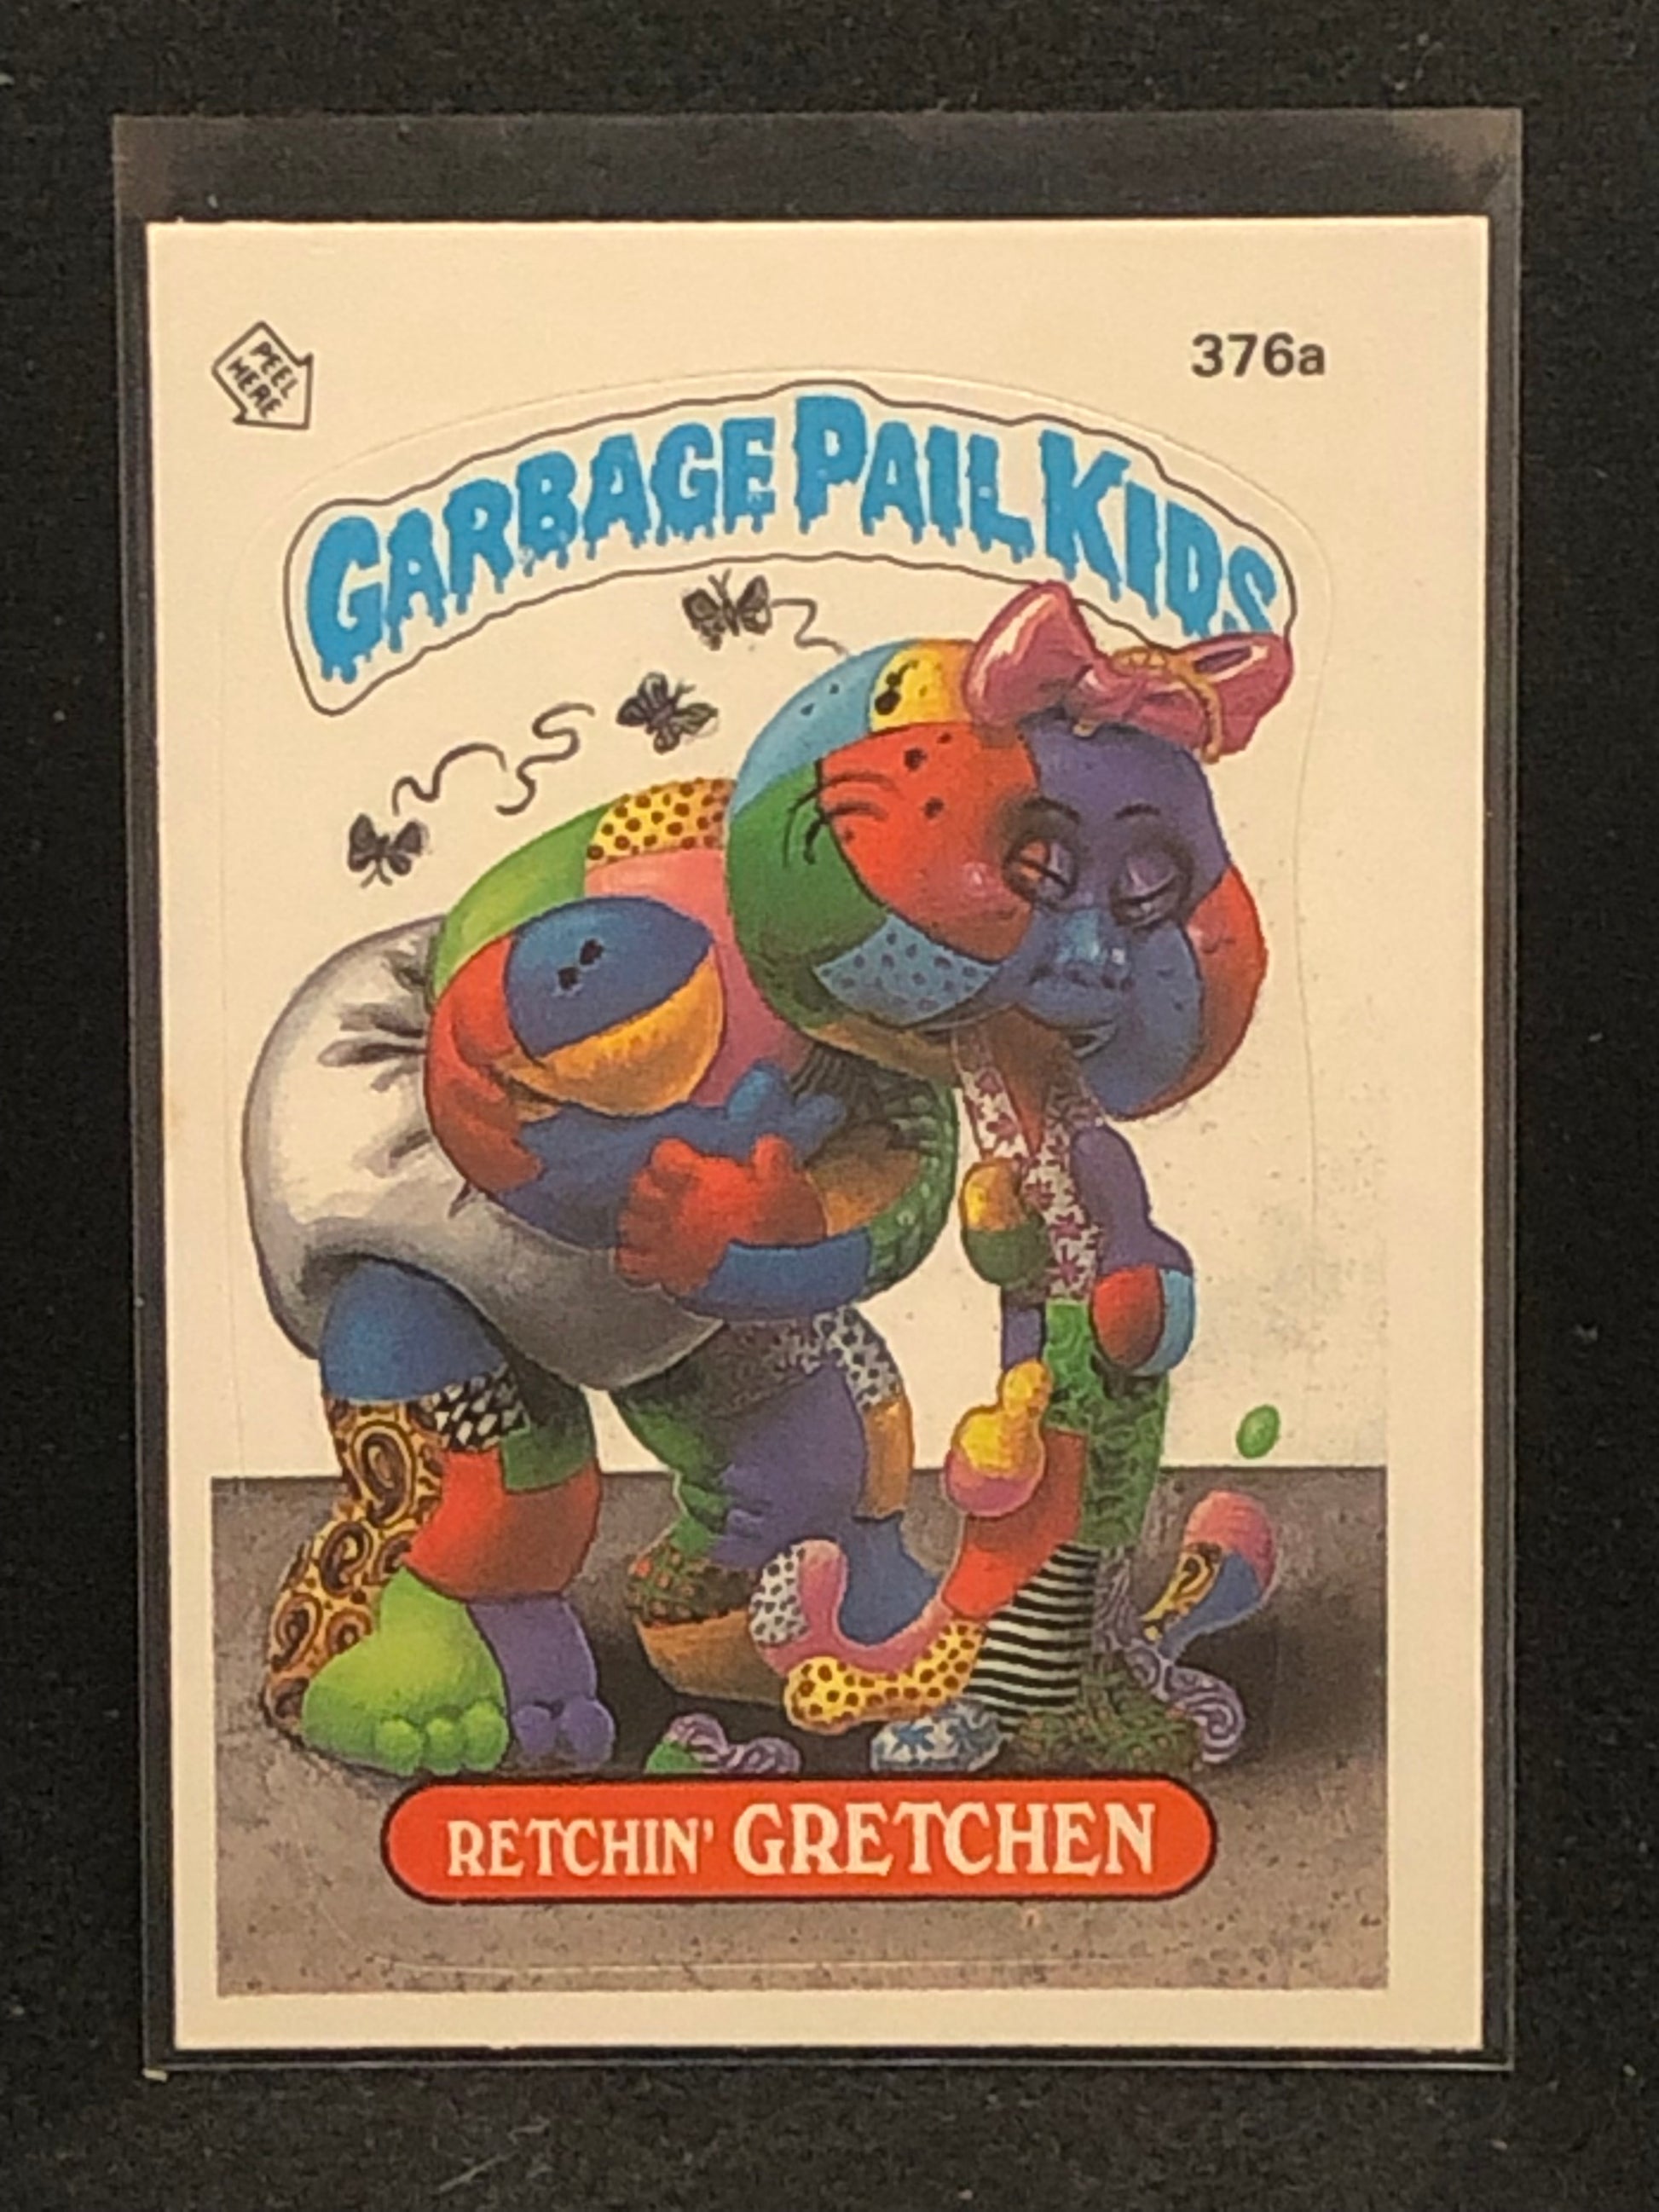 PEEL
HERE
376a
GARBAGE PAIL KIDS
RETCHIN' GRETCHEN